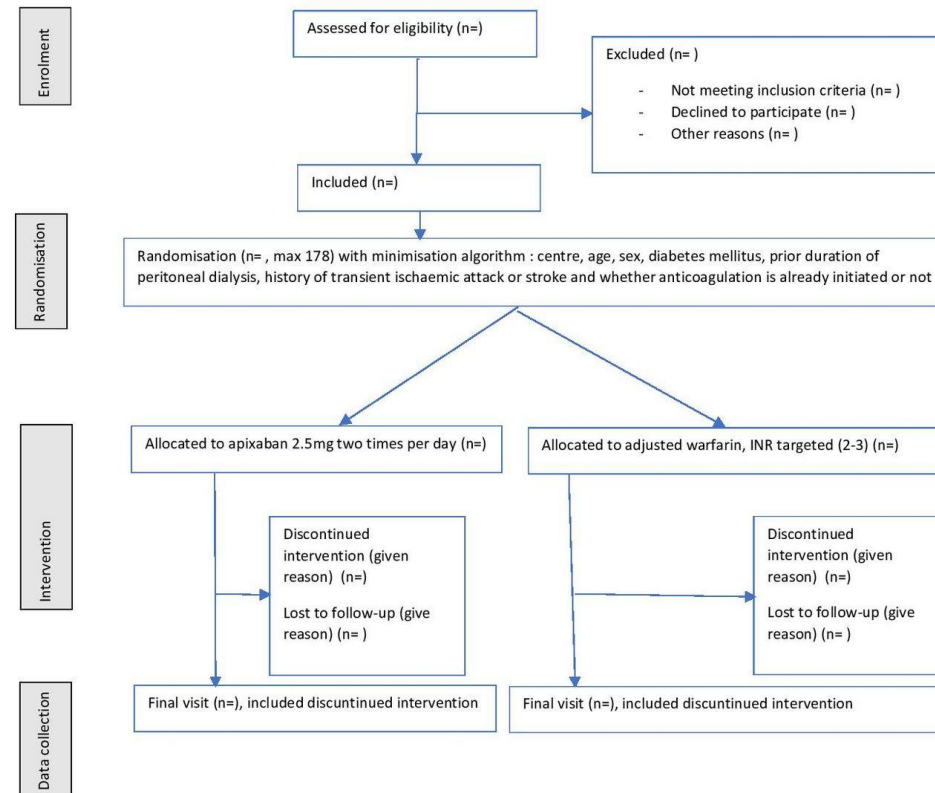 Enrolment
Assessed for eligibility (n=)
Excluded (n= )
- Not meeting inclusion criteria (n= )
- Declined to participate (n= )
- Other reasons (n= )
Included (n=)
Randomisation
Randomisation (n= , max 178) with minimisation algorithm : centre, age, sex, diabetes mellitus, prior duration of
peritoneal dialysis, history of transient ischaemic attack or stroke and whether anticoagulation is already initiated or not
Intervention
Allocated to apixaban 2.5mg two times per day (n=)
Allocated to adjusted warfarin, INR targeted (2-3) (n=)
Discontinued
intervention (given
reason) (n=)
Lost to follow-up (give
reason) (n= )
Discontinued
intervention (given
reason) (n=)
Lost to follow-up (give
reason) (n= )
Data collection
Final visit (n=), included discontinued intervention
Final visit (n=), included discontinued intervention